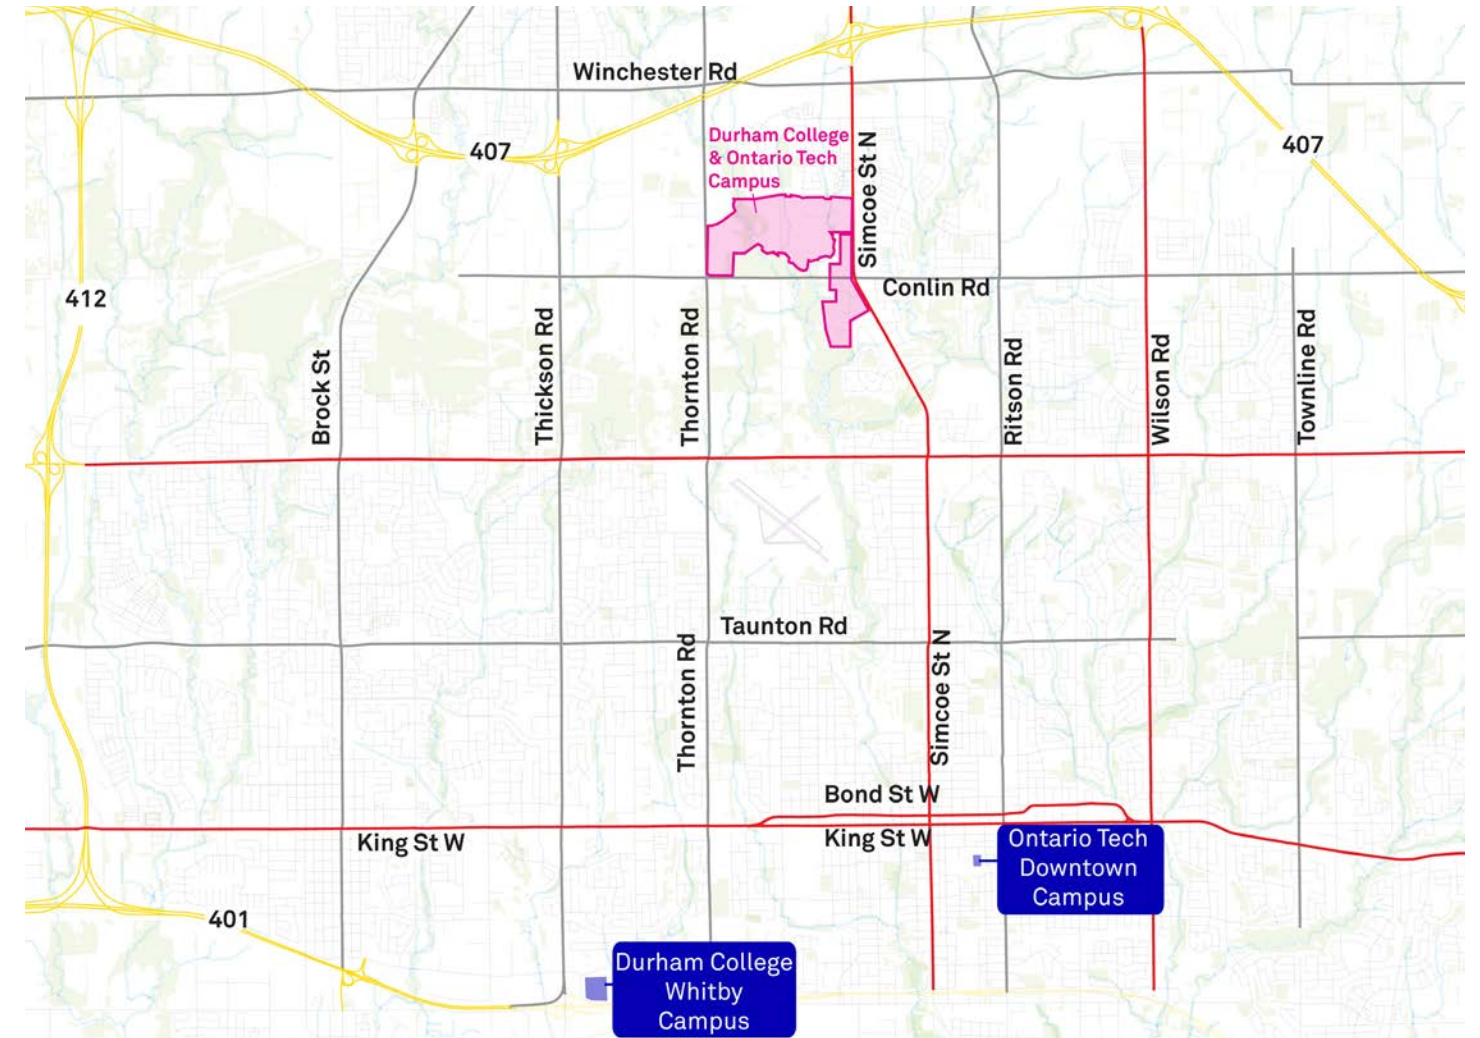 Winchester Rd
407
Durham College
& Ontario Tech
Campus
Simcoe St N
407
412
Conlin Rd
Brock St
Thickson Rd
Thornton Rd
Ritson Rd
Wilson Rd
Townline Rd
Taunton Rd
Thornton Rd
Simcoe St N
Bond St W
King St W
King St W
Ontario Tech
Downtown
Campus
401
Durham College
Whitby
Campus